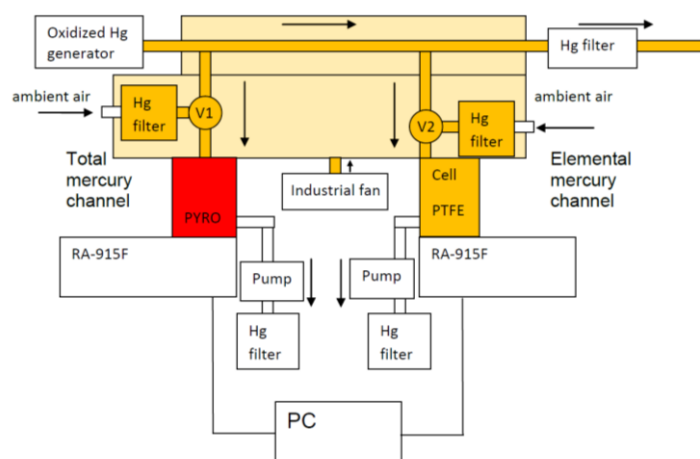 Oxidized Hg
generator
Hg filter
ambient air
Hg
filter
V1
V2
Hg
filter
ambient air
Total
mercury
channel
PYRO
Industrial fan
Cell
PTFE
Elemental
mercury
channel
RA-915F
RA-915F
Pump
Pump
Hg
filter
Hg
filter
PC